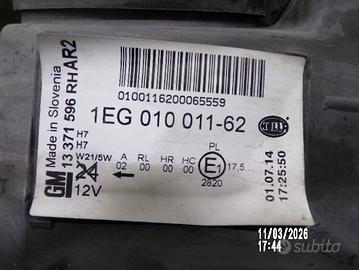 0100116200065559
1EG 010 011-62
HELLA
GM
Made in Slovenia
13 371 596 RHAR2
H7
H7
W21/5W
24
12V
A RL HR HC PL
02 00 00 00
E1 17,5
2820
01.07.14
17:25:50
11/03/2026
17:44
subito